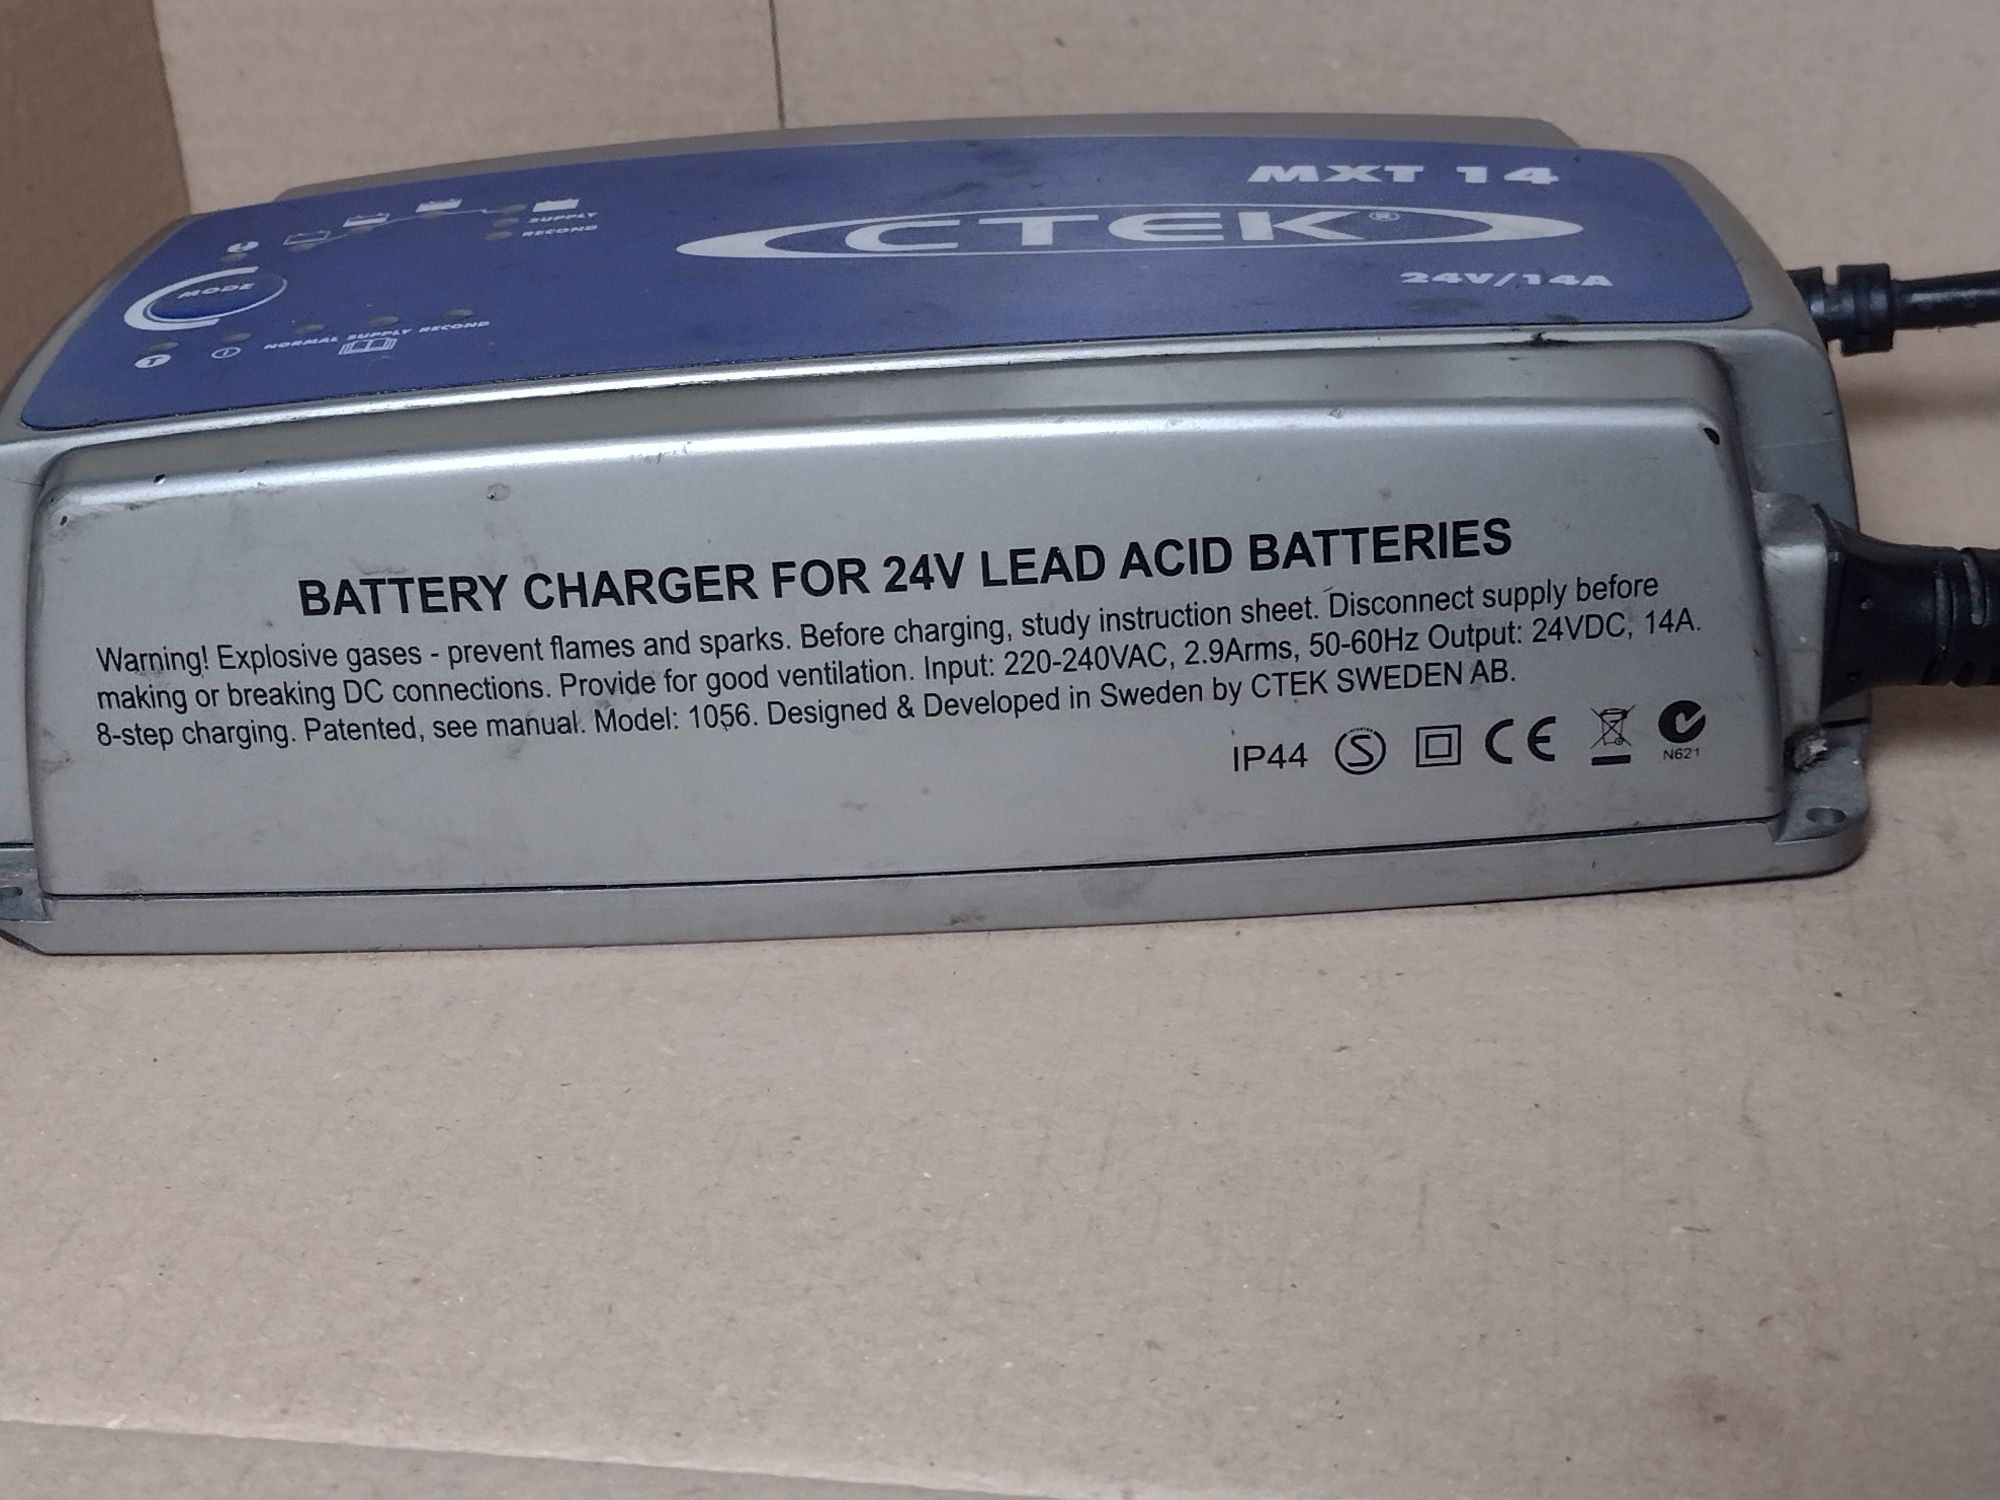 MXT 14
CTEK®
24V/14A
SUPPLY
RECOND
MODE
NORMAL SUPPLY RECOND
BATTERY CHARGER FOR 24V LEAD ACID BATTERIES
Warning! Explosive gases - prevent flames and sparks. Before charging, study instruction sheet. Disconnect supply before
making or breaking DC connections. Provide for good ventilation. Input: 220-240VAC, 2.9Arms, 50-60Hz Output: 24VDC, 14A.
8-step charging. Patented, see manual. Model: 1056. Designed & Developed in Sweden by CTEK SWEDEN AB.
IP44 S CE N621